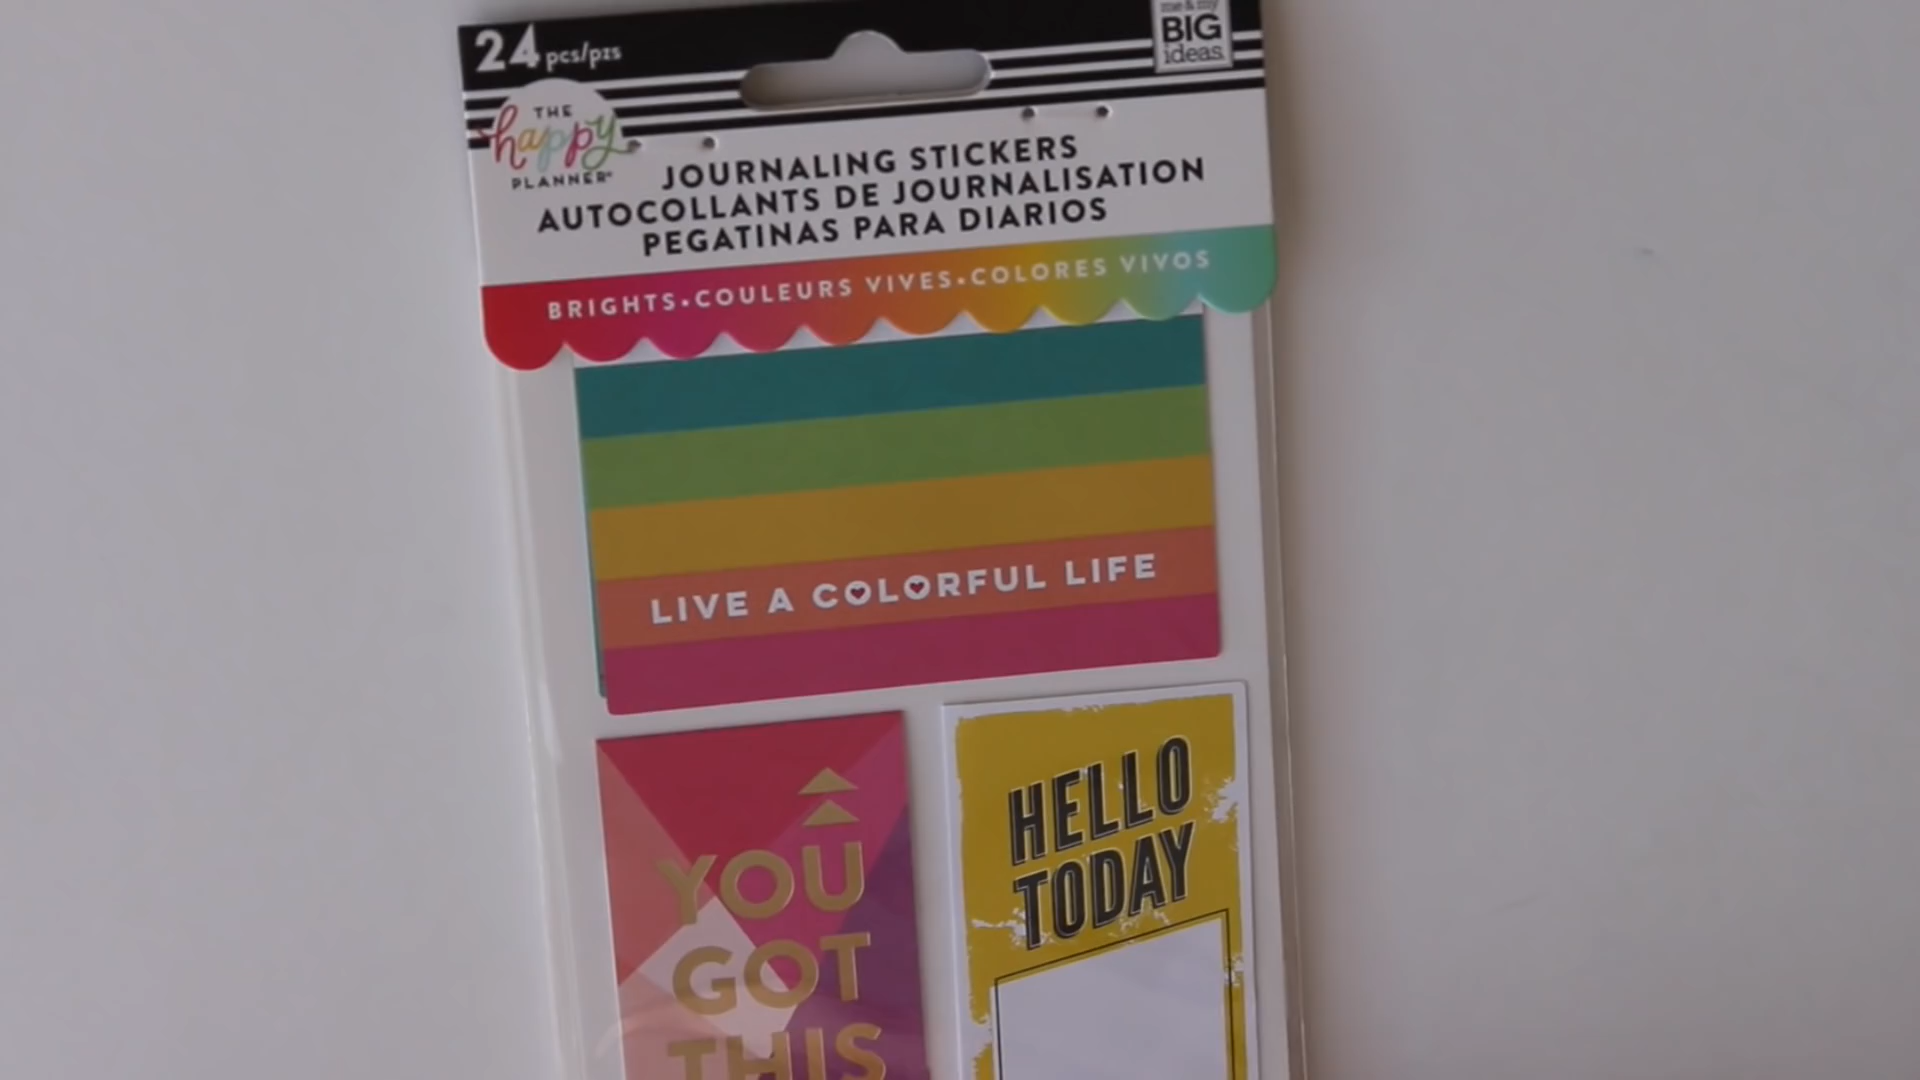 24 pcs/pzs
me & my
BIG
ideas.
THE
happy
PLANNER®
JOURNALING STICKERS
AUTOCOLLANTS DE JOURNALISATION
PEGATINAS PARA DIARIOS
BRIGHTS•COULEURS VIVES•COLORES VIVOS
LIVE A COLORFUL LIFE
YOU
GOT
THIS
HELLO
TODAY